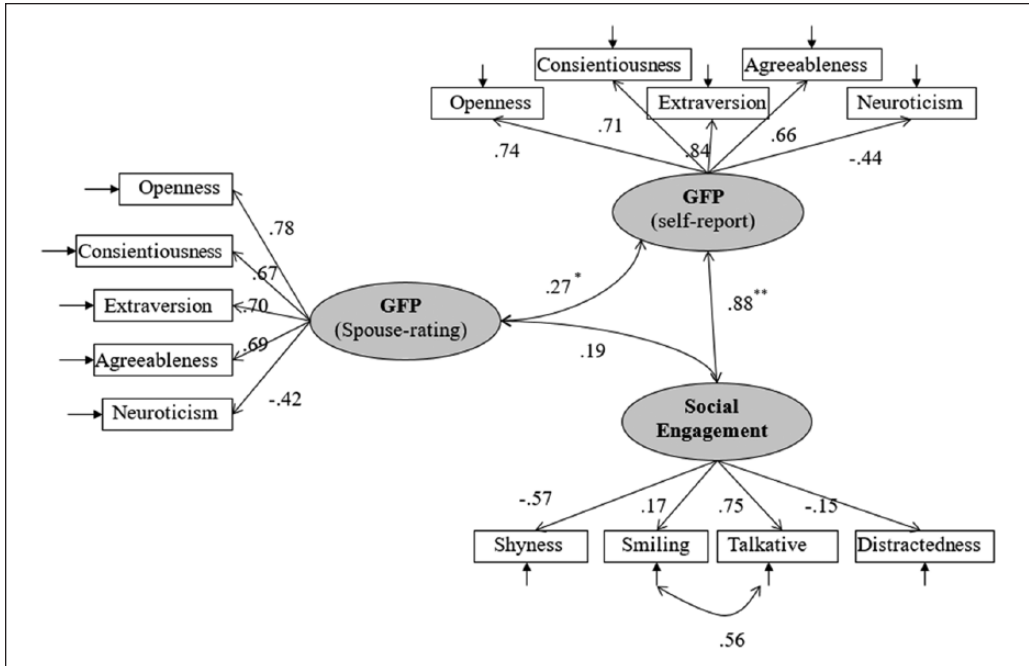 Consientiousness
Agreeableness
Openness
Extraversion
Neuroticism
.71
.66
.74
.84
-.44
GFP
(self-report)
Openness
.78
Consientiousness
.67
Extraversion
.70
Agreeableness
.69
Neuroticism
-.42
GFP
(Spouse-rating)
.27*
.88**
.19
Social
Engagement
-.57
.17
.75
-.15
Shyness
Smiling
Talkative
Distractedness
.56